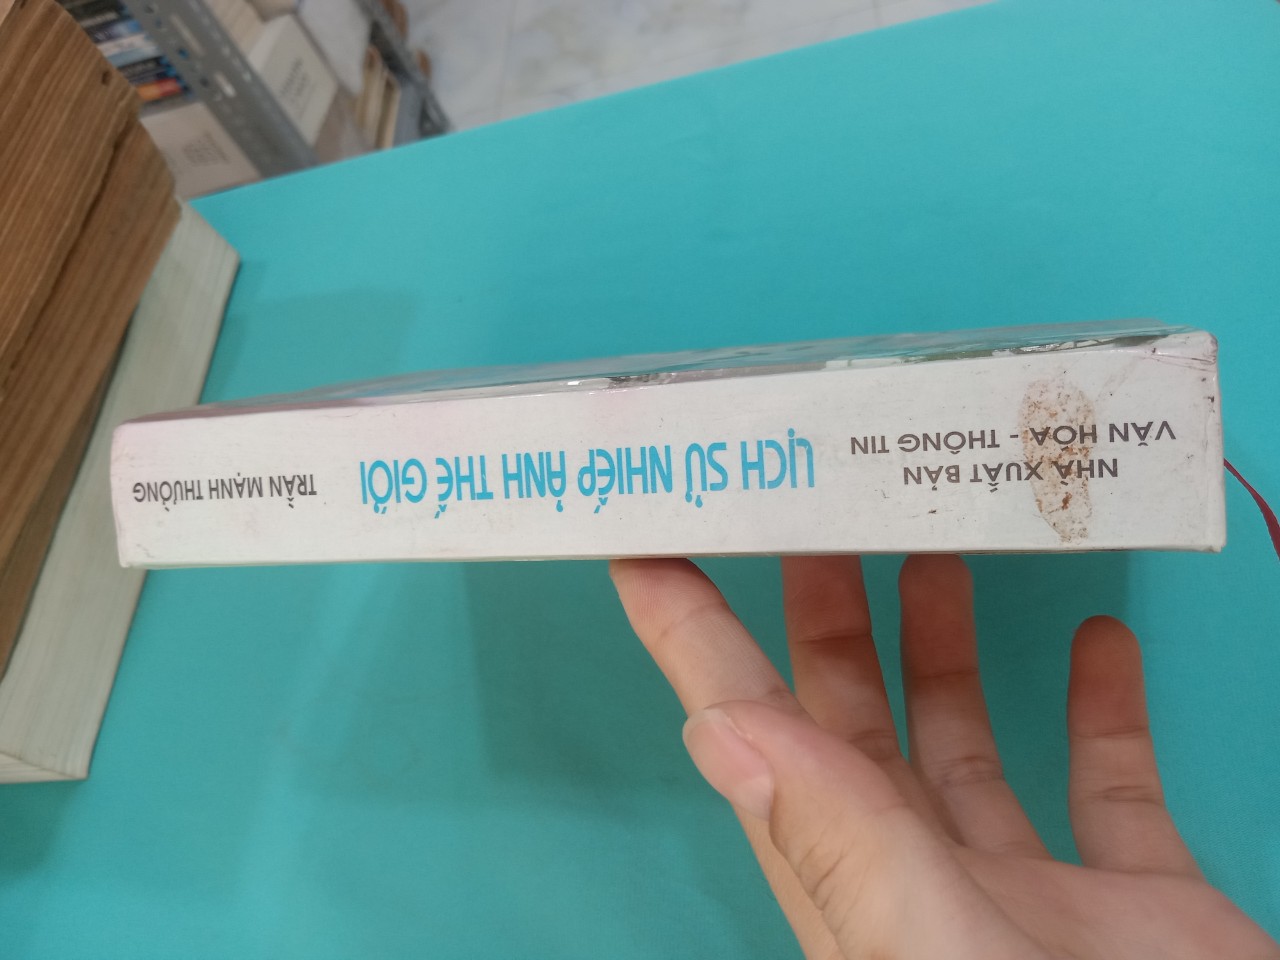 NHÀ XUẤT BẢN
VĂN HÓA - THÔNG TIN
LỊCH SỬ NHIẾP ẢNH THẾ GIỚI
TRẦN MẠNH THƯỜNG